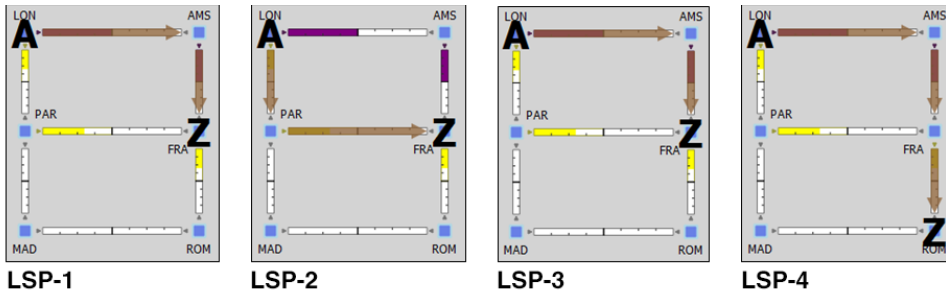 LON AMS
A
PAR
Z
FRA
MAD ROM
LSP-1
LON AMS
A
PAR
Z
FRA
MAD ROM
LSP-2
LON AMS
A
PAR
Z
FRA
MAD ROM
LSP-3
LON AMS
A
PAR
FRA
Z
MAD ROM
LSP-4